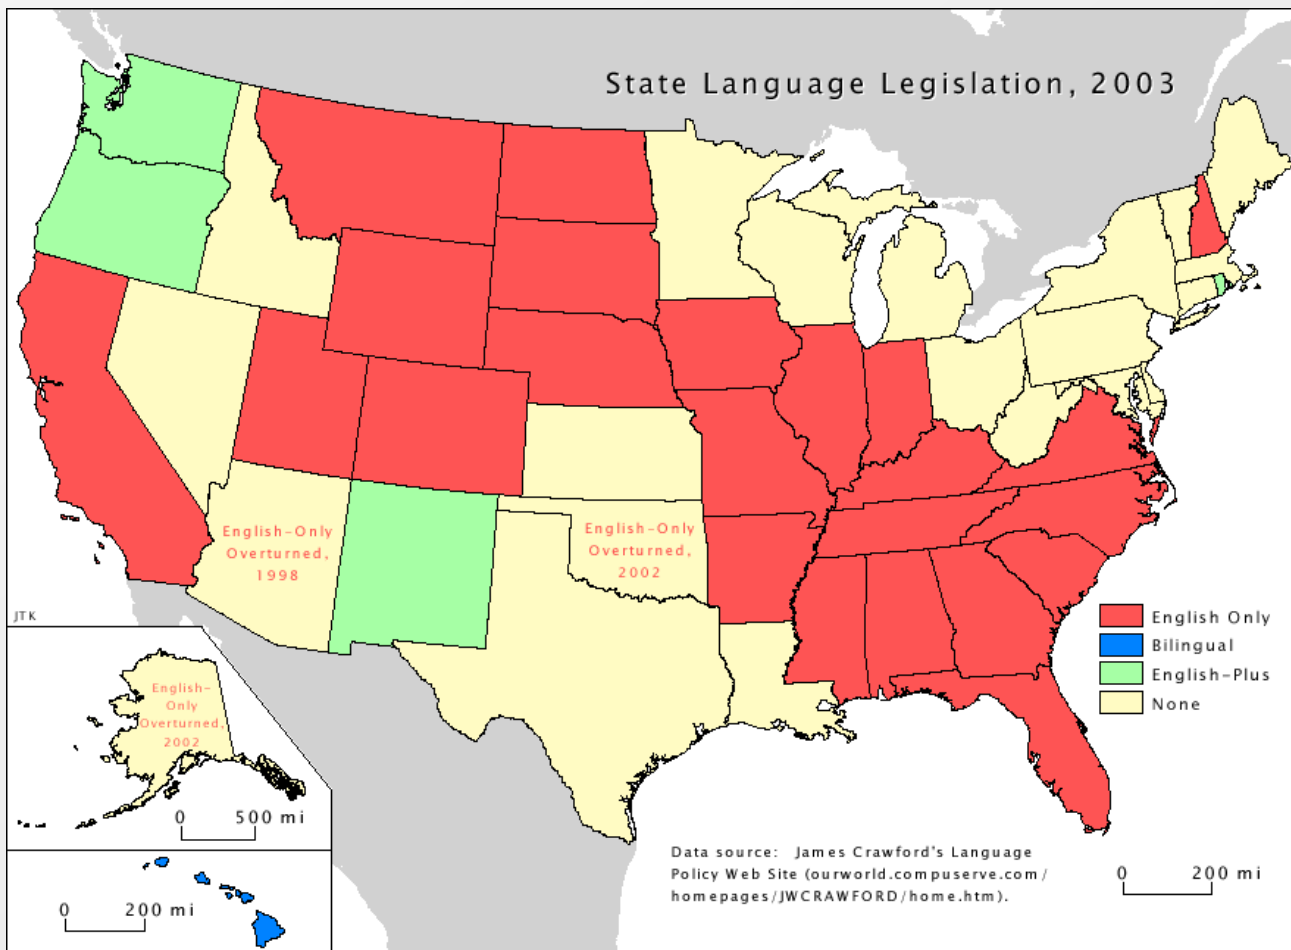 State Language Legislation, 2003
English-Only
Overturned,
1998
English-Only
Overturned,
2002
English Only
Bilingual
English-Plus
None
JTK
English-
Only
Overturned,
2002
0 500 mi
0 200 mi
Data source: James Crawford's Language
Policy Web Site (ourworld.compuserve.com/
homepages/JWCRAWFORD/home.htm).
0 200 mi